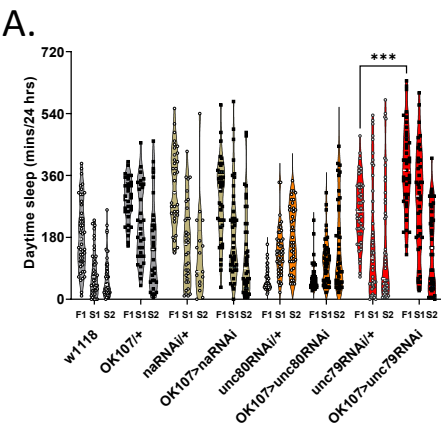 A.
Daytime sleep (mins/24 hrs)
720
540
360
180
0
***
F1 S1 S2 F1 S1 S2 F1 S1 S2 F1 S1 S2 F1 S1 S2 F1 S1 S2 F1 S1 S2 F1 S1 S2
w1118
OK107/+
naRNAi/+
OK107>naRNAi
unc80RNAi/+
OK107>unc80RNAi
unc79RNAi/+
OK107>unc79RNAi